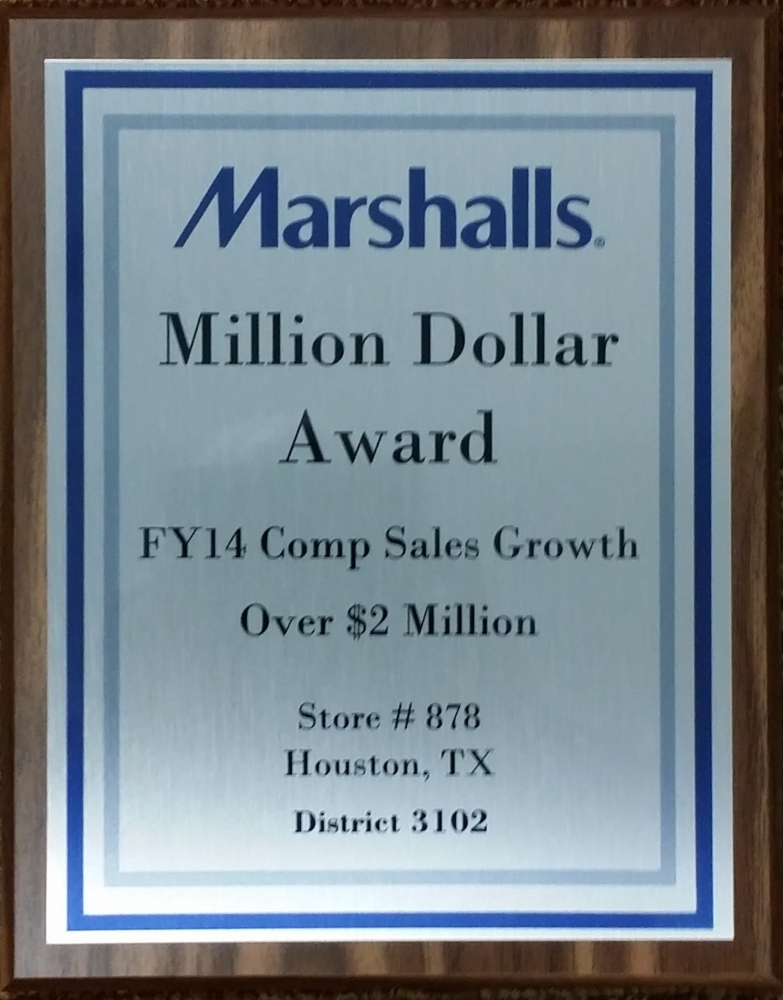 Marshalls®
Million Dollar
Award
FY14 Comp Sales Growth
Over $2 Million
Store # 878
Houston, TX
District 3102